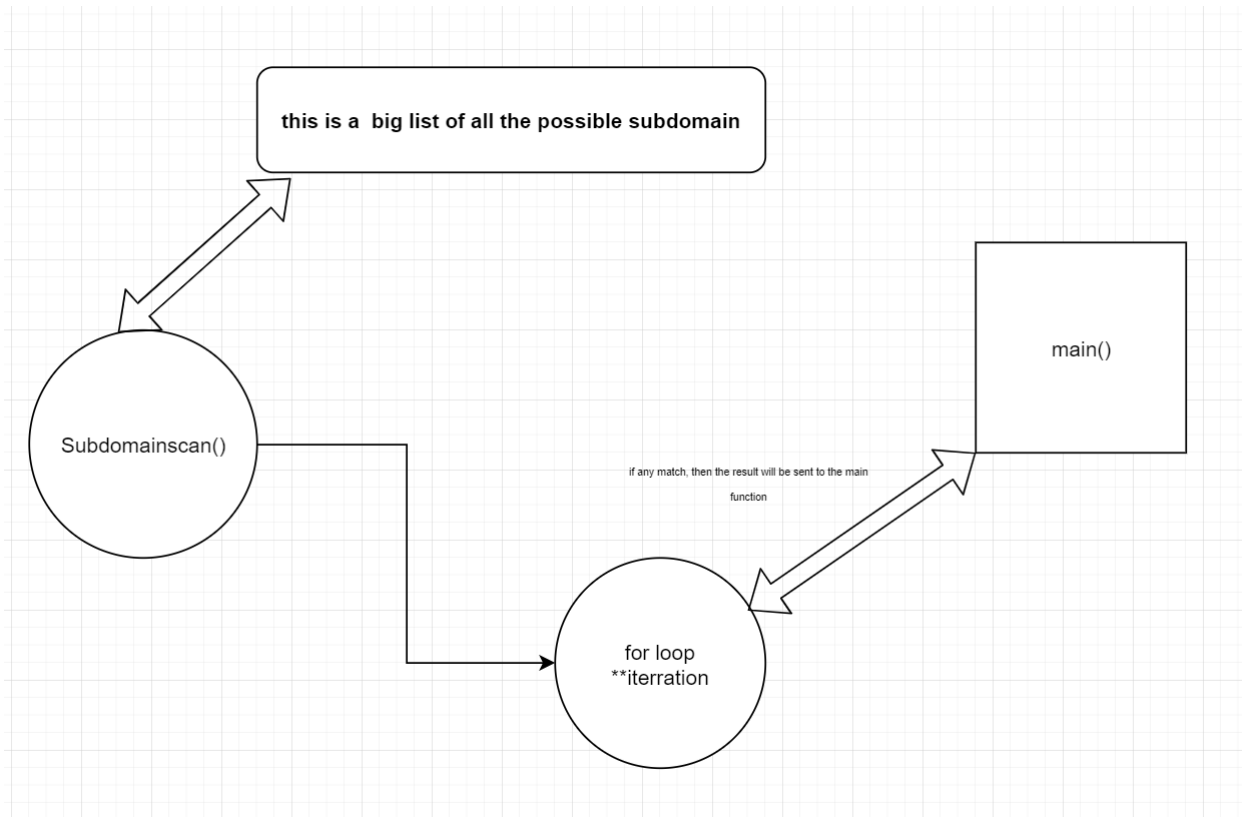 this is a  big list of all the possible subdomain
main()
Subdomainscan()
if any match, then the result will be sent to the main
function
for loop
**iterration